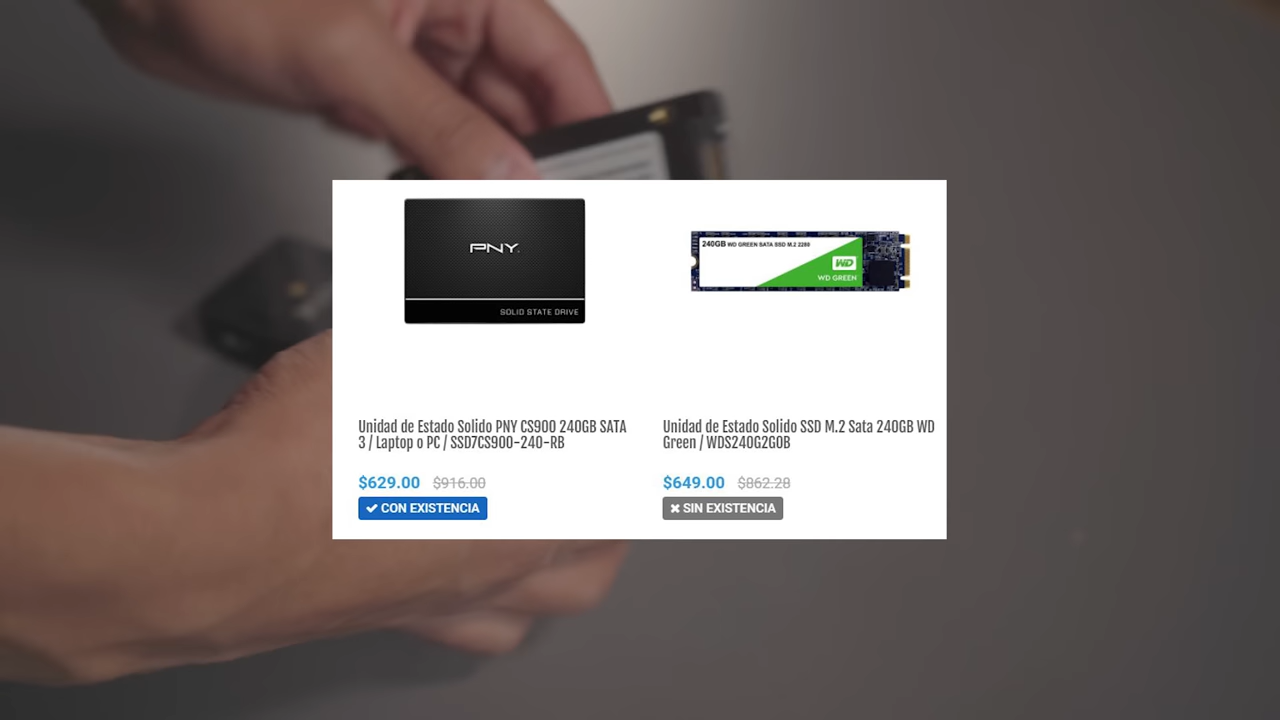 PNY
SOLID STATE DRIVE
240GB WD GREEN SATA SSD M.2 2280
WD
WD GREEN
Unidad de Estado Solido PNY CS900 240GB SATA
3 / Laptop o PC / SSD7CS900-240-RB
$629.00 $916.00
CON EXISTENCIA
Unidad de Estado Solido SSD M.2 Sata 240GB WD
Green / WDS240G2G0B
$649.00 $862.28
SIN EXISTENCIA